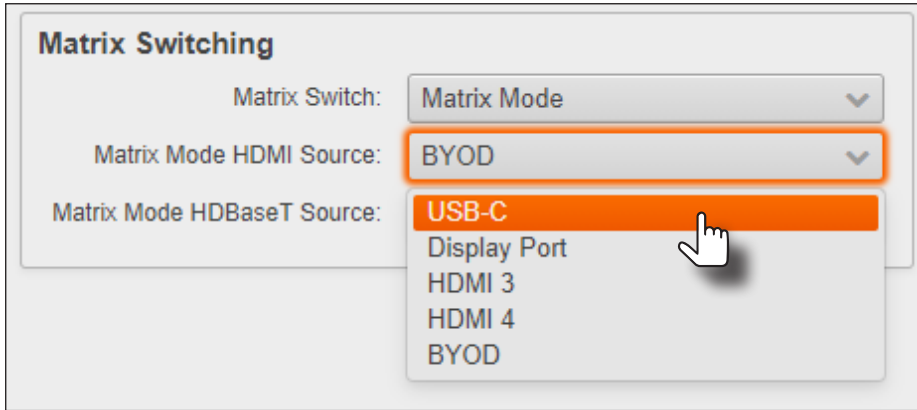 Matrix Switching
Matrix Switch: Matrix Mode
Matrix Mode HDMI Source: BYOD
Matrix Mode HDBaseT Source: USB-C
Display Port
HDMI 3
HDMI 4
BYOD